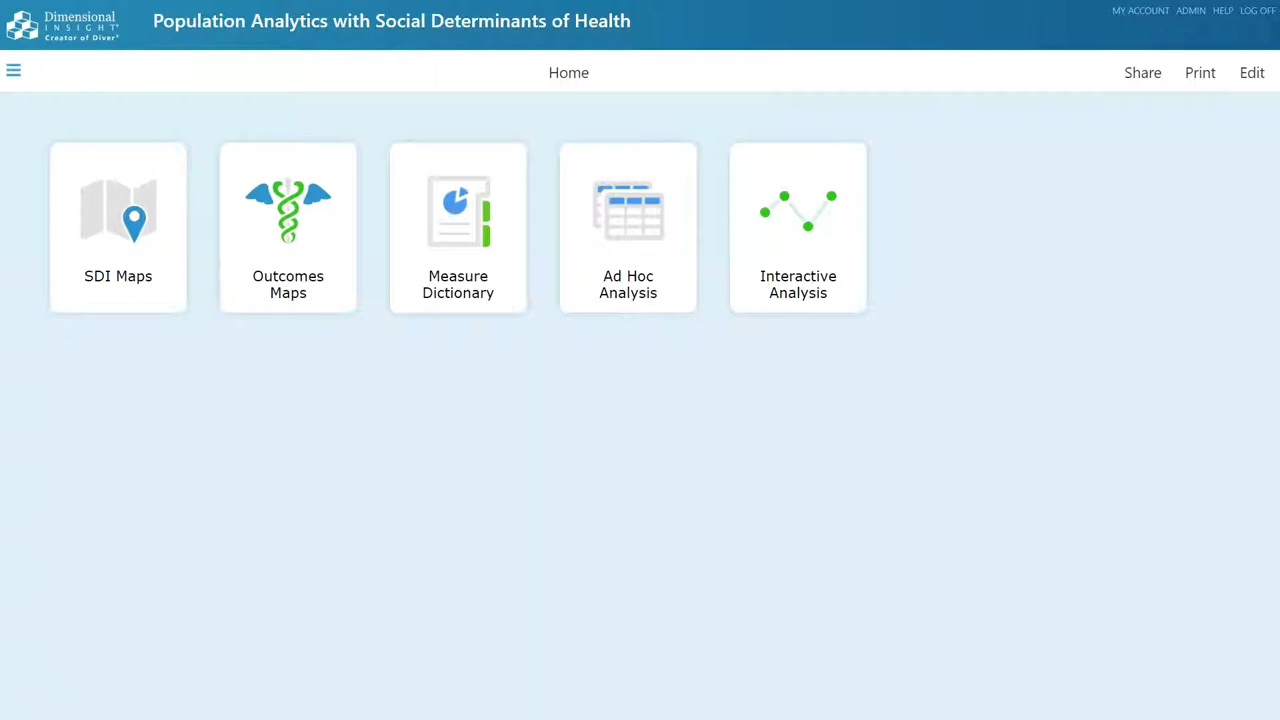 Dimensional
INSIGHT®
Creator of Diver®
Population Analytics with Social Determinants of Health
MY ACCOUNT ADMIN HELP LOG OFF
Home
Share Print Edit
SDI Maps
Outcomes
Maps
Measure
Dictionary
Ad Hoc
Analysis
Interactive
Analysis